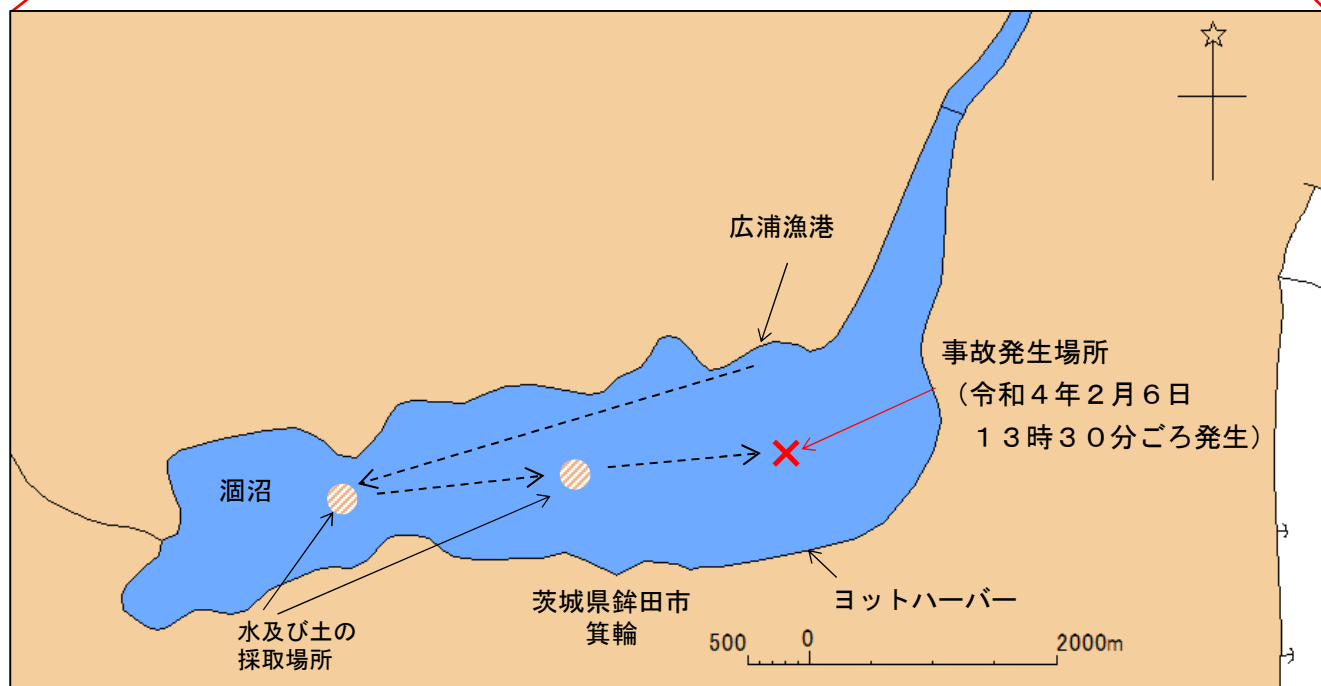 広浦漁港
事故発生場所
（令和４年２月６日
１３時３０分ごろ発生）
涸沼
水及び土の
採取場所
茨城県鉾田市
箕輪
ヨットハーバー
500 0 2000m